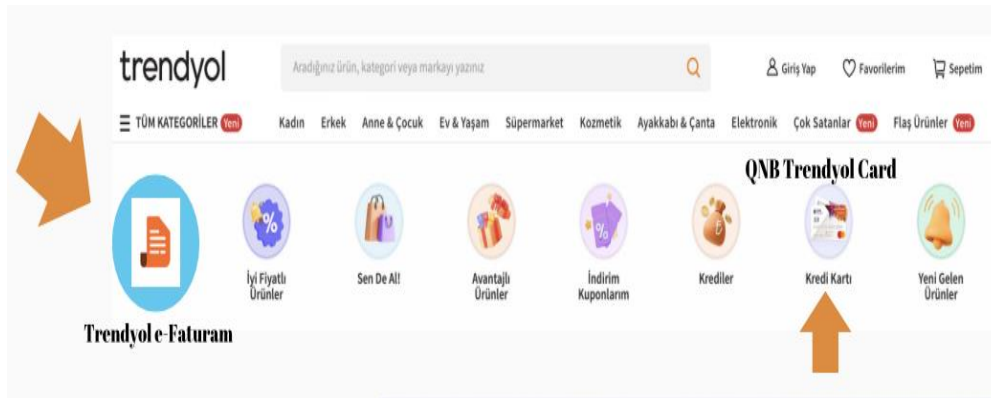 trendyol
Aradığınız ürün, kategori veya markayı yazınız
Giriş Yap
Favorilerim
Sepetim
TÜM KATEGORİLER Yeni
Kadın
Erkek
Anne & Çocuk
Ev & Yaşam
Süpermarket
Kozmetik
Ayakkabı & Çanta
Elektronik
Çok Satanlar Yeni
Flaş Ürünler Yeni
QNB Trendyol Card
İyi Fiyatlı
Ürünler
Sen De Al!
Avantajlı
Ürünler
İndirim
Kuponlarım
Krediler
Kredi Kartı
Yeni Gelen
Ürünler
Trendyol e-Faturam